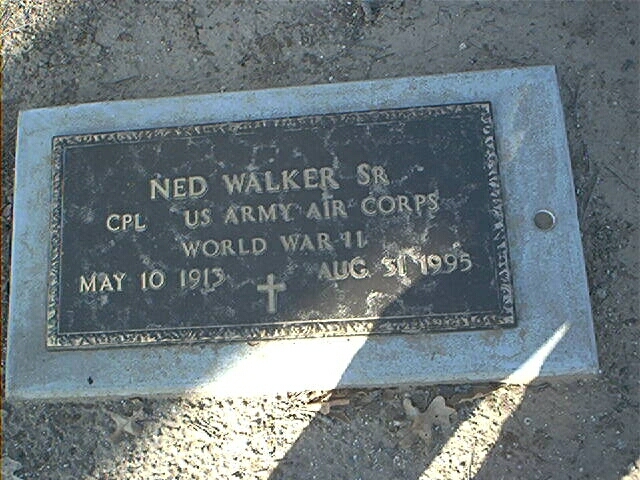 NED WALKER SR
CPL US ARMY AIR CORPS
WORLD WAR II
MAY 10 1913 AUG 31 1995